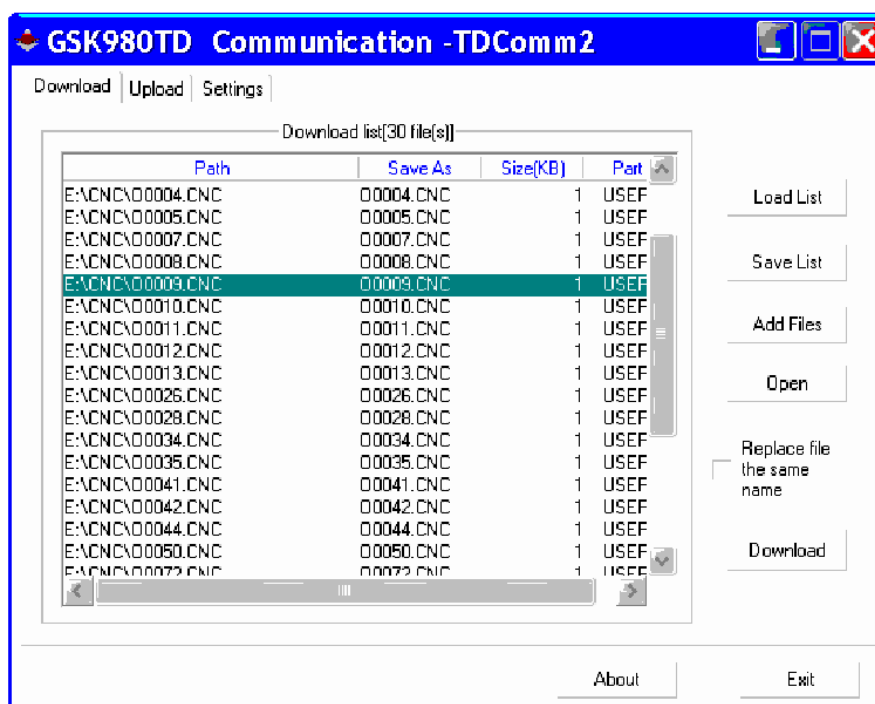 GSK980TD Communication -TDComm2
Download Upload Settings
Download list[30 file(s)]
Path Save As Size(KB) Part
E:\CNC\O0004.CNC O0004.CNC 1 USEF
E:\CNC\O0005.CNC O0005.CNC 1 USEF
E:\CNC\O0007.CNC O0007.CNC 1 USEF
E:\CNC\O0008.CNC O0008.CNC 1 USEF
E:\CNC\O0009.CNC O0009.CNC 1 USEF
E:\CNC\O0010.CNC O0010.CNC 1 USEF
E:\CNC\O0011.CNC O0011.CNC 1 USEF
E:\CNC\O0012.CNC O0012.CNC 1 USEF
E:\CNC\O0013.CNC O0013.CNC 1 USEF
E:\CNC\O0026.CNC O0026.CNC 1 USEF
E:\CNC\O0028.CNC O0028.CNC 1 USEF
E:\CNC\O0034.CNC O0034.CNC 1 USEF
E:\CNC\O0035.CNC O0035.CNC 1 USEF
E:\CNC\O0041.CNC O0041.CNC 1 USEF
E:\CNC\O0042.CNC O0042.CNC 1 USEF
E:\CNC\O0044.CNC O0044.CNC 1 USEF
E:\CNC\O0050.CNC O0050.CNC 1 USEF
E:\CNC\O0072.CNC O0072.CNC 1 USEF
Load List
Save List
Add Files
Open
Replace file
the same
name
Download
About Exit